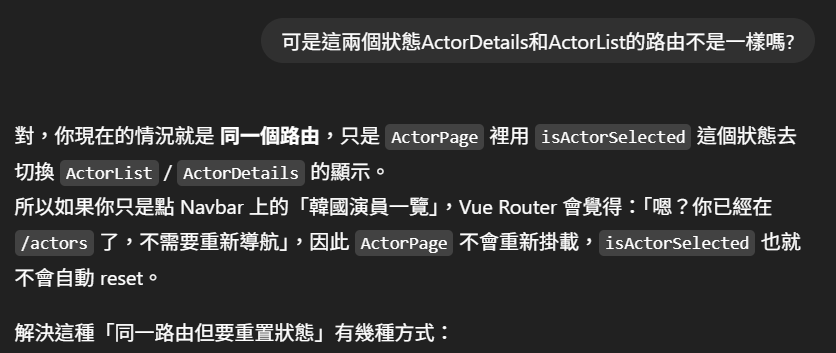 可是這兩個狀態ActorDetails和ActorList的路由不是一樣嗎?
對，你現在的情況就是 同一個路由，只是 ActorPage 裡用 isActorSelected 這個狀態去
切換 ActorList / ActorDetails 的顯示。
所以如果你只是點 Navbar 上的「韓國演員一覽」，Vue Router 會覺得：「嗯？你已經在
/actors 了，不需要重新導航」，因此 ActorPage 不會重新掛載，isActorSelected 也就
不會自動 reset。
解決這種「同一路由但要重置狀態」有幾種方式：